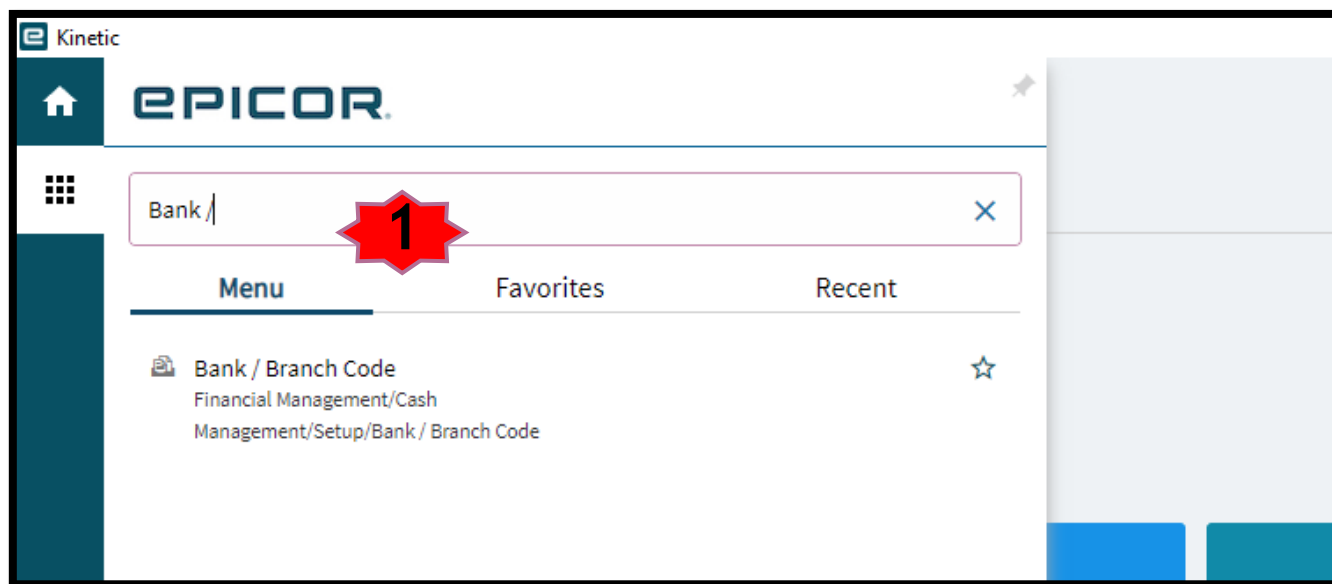 Kinetic
EPICOR.
Bank /
1
Menu Favorites Recent
Bank / Branch Code
Financial Management/Cash
Management/Setup/Bank / Branch Code